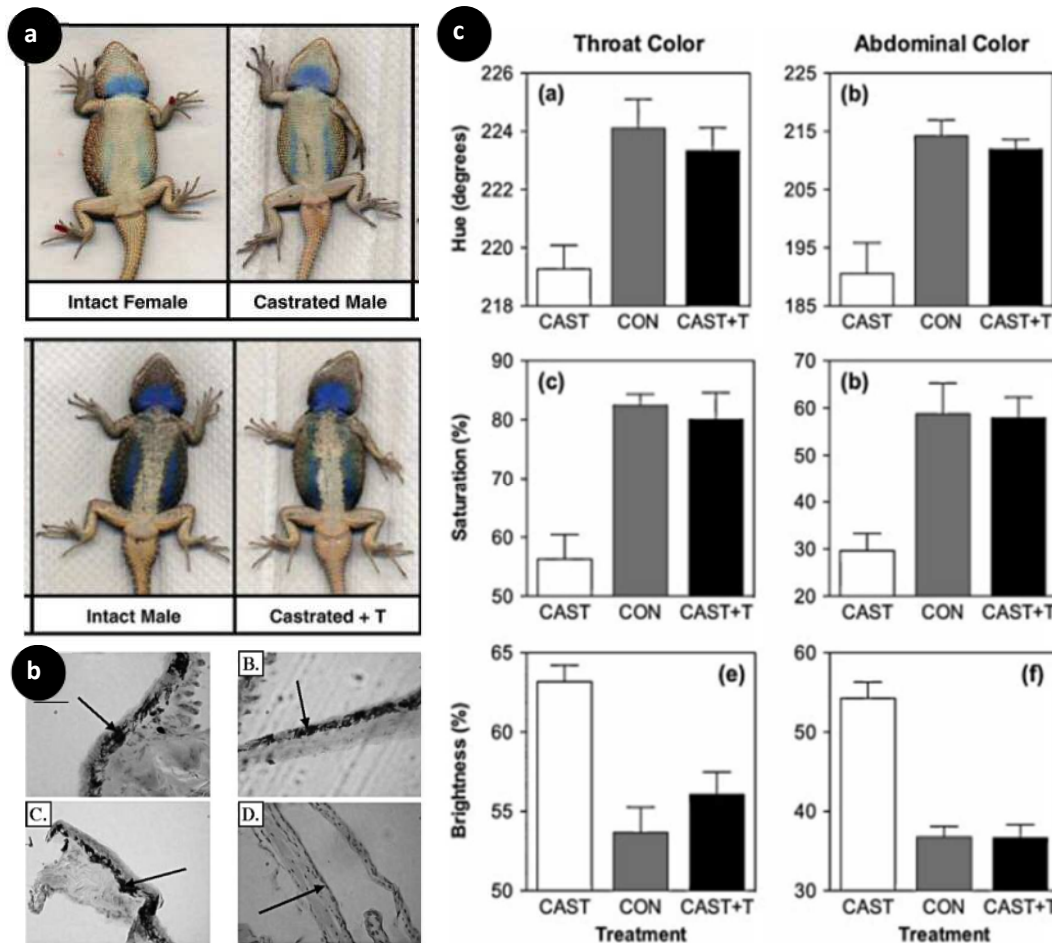 a
Intact Female
Castrated Male
Intact Male
Castrated + T
b
B.
C.
D.
c
Throat Color
Abdominal Color
Hue (degrees)
226
224
222
220
218
(a)
CAST
CON
CAST+T
225
215
205
195
185
(b)
CAST
CON
CAST+T
Saturation (%)
90
80
70
60
50
(c)
CAST
CON
CAST+T
70
60
50
40
30
20
(b)
CAST
CON
CAST+T
Brightness (%)
65
60
55
50
(e)
CAST
CON
CAST+T
Treatment
60
50
40
30
(f)
CAST
CON
CAST+T
Treatment